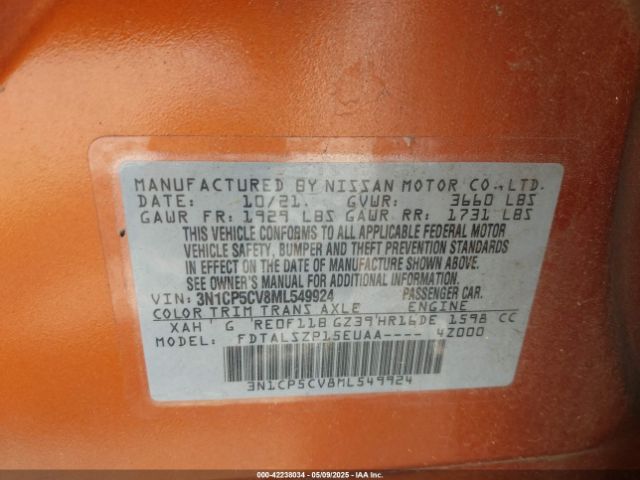 MANUFACTURED BY NISSAN MOTOR CO.,LTD.
DATE: 10/21. GVWR: 3660 LBS
GAWR FR: 1929 LBS GAWR RR: 1731 LBS
THIS VEHICLE CONFORMS TO ALL APPLICABLE FEDERAL MOTOR
VEHICLE SAFETY, BUMPER AND THEFT PREVENTION STANDARDS
IN EFFECT ON THE DATE OF MANUFACTURE SHOWN ABOVE.
SEE OWNER'S MANUAL FOR ADDITIONAL INFORMATION.
VIN: 3N1CP5CV8ML549924 PASSENGER CAR.
COLOR TRIM TRANS AXLE ENGINE
XAH ' G ' RE0F11B GZ39'HR16DE 1598 CC
MODEL: FDTALSZP15EUAA---- 4Z000
3N1CP5CV8ML549924
000-42238034 | 05/09/2025 | IAAI.COM